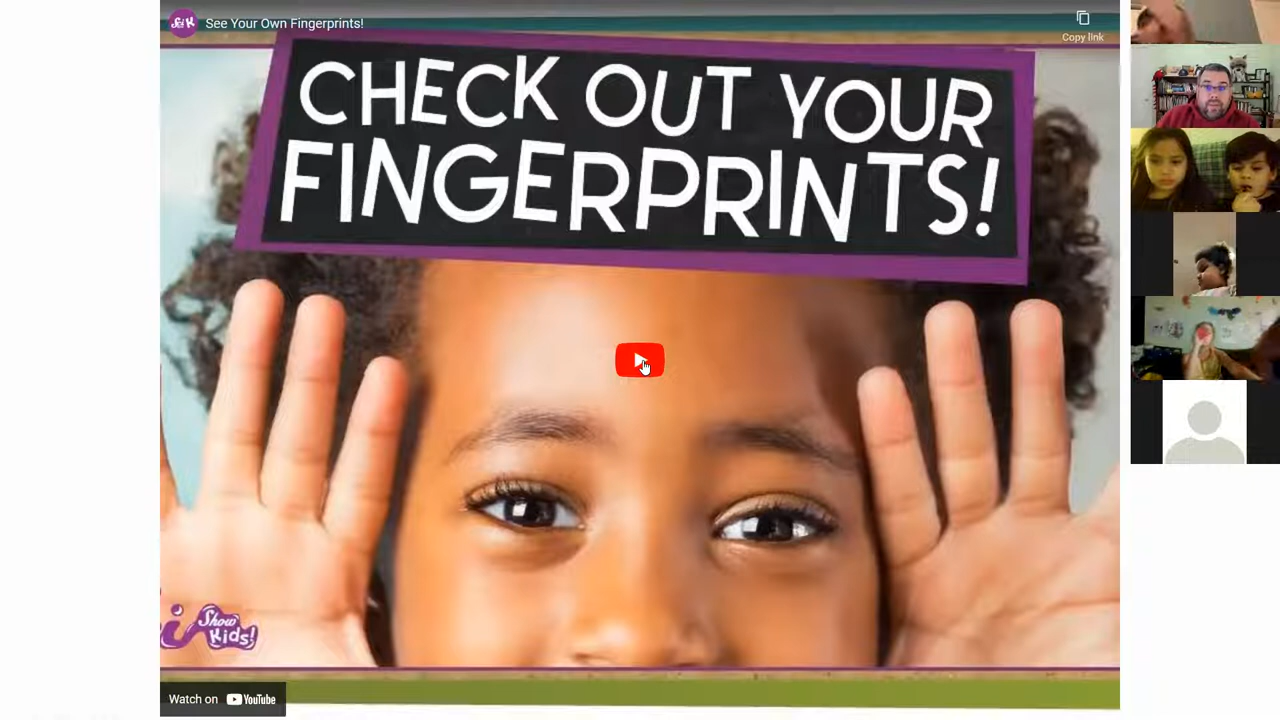 See Your Own Fingerprints!
Copy link
CHECK OUT YOUR
FINGERPRINTS!
Show
Kids!
Watch on YouTube